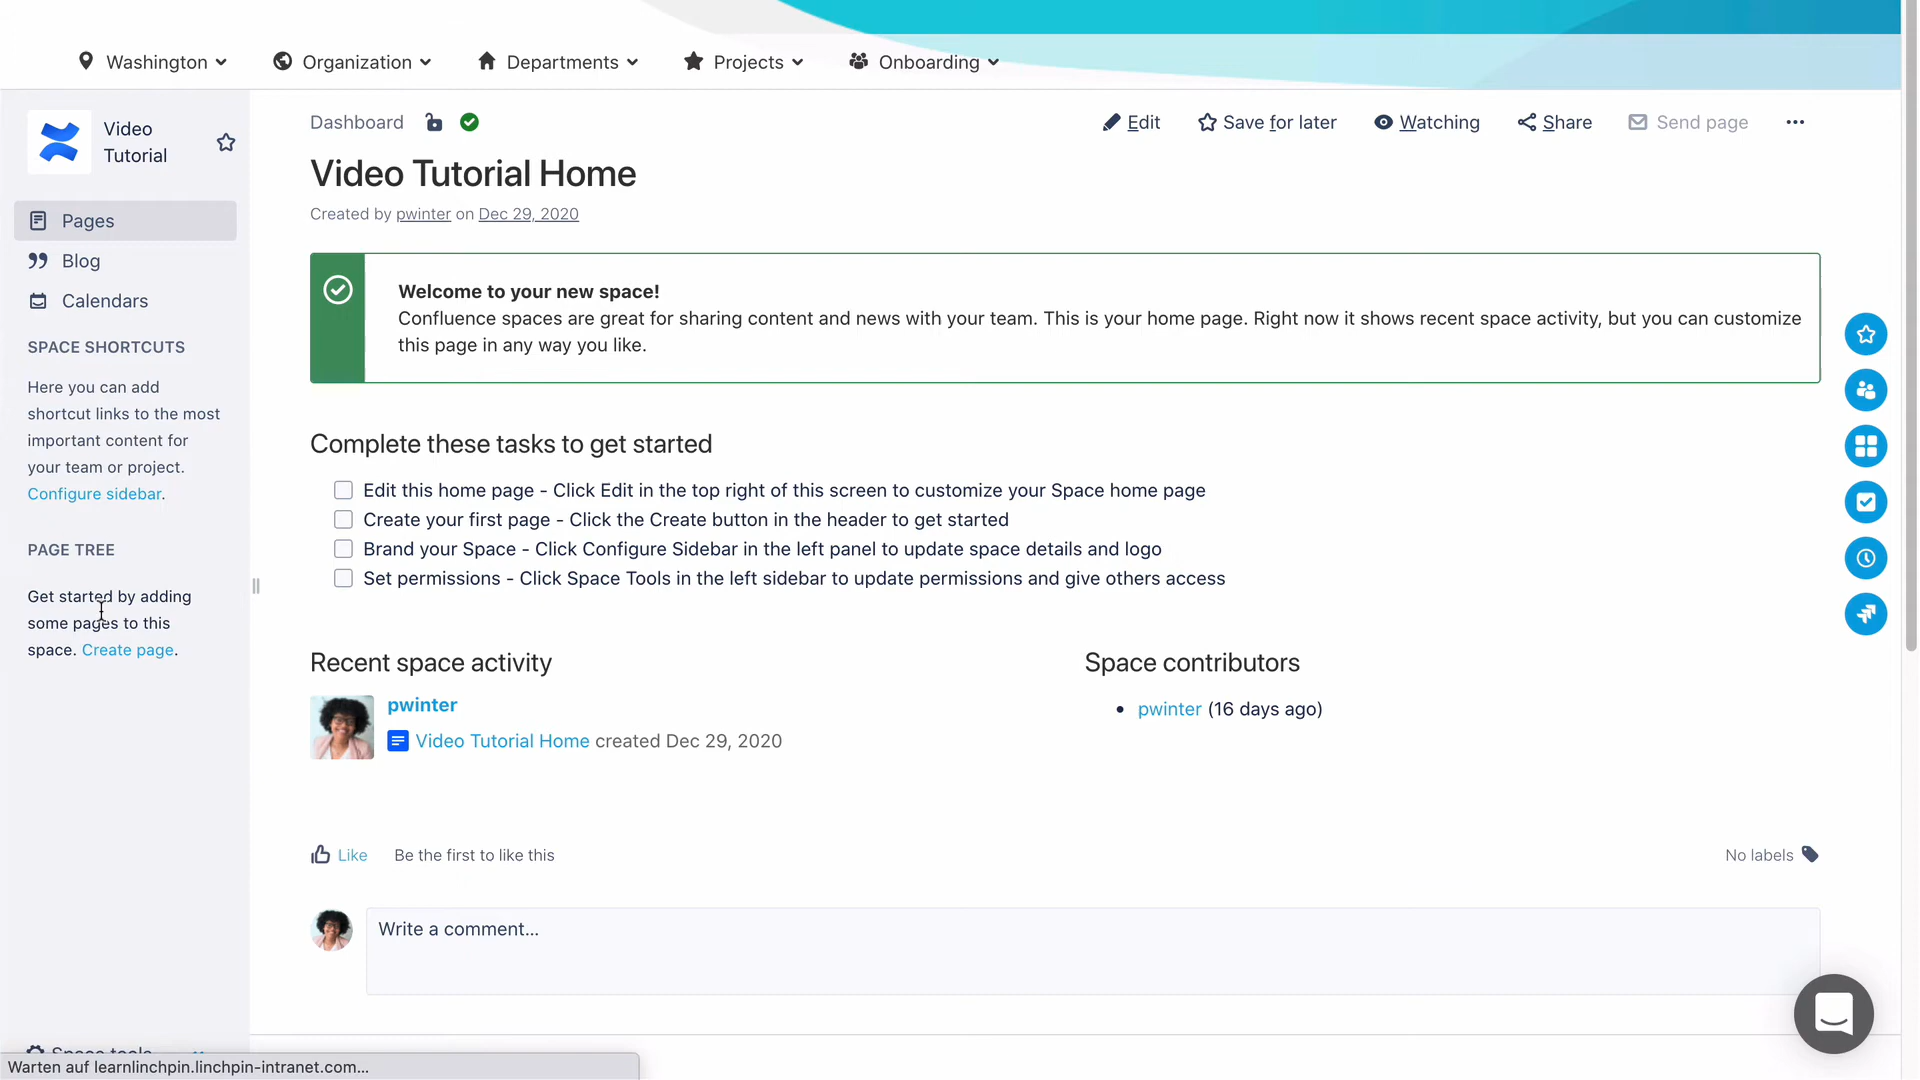 Washington
Organization
Departments
Projects
Onboarding
Video
Tutorial
Pages
Blog
Calendars
SPACE SHORTCUTS
Here you can add
shortcut links to the most
important content for
your team or project.
Configure sidebar.
PAGE TREE
Get started by adding
some pages to this
space. Create page.
Space tools
Dashboard
Edit
Save for later
Watching
Share
Send page
Video Tutorial Home
Created by pwinter on Dec 29, 2020
Welcome to your new space!
Confluence spaces are great for sharing content and news with your team. This is your home page. Right now it shows recent space activity, but you can customize
this page in any way you like.
Complete these tasks to get started
Edit this home page - Click Edit in the top right of this screen to customize your Space home page
Create your first page - Click the Create button in the header to get started
Brand your Space - Click Configure Sidebar in the left panel to update space details and logo
Set permissions - Click Space Tools in the left sidebar to update permissions and give others access
Recent space activity
pwinter
Video Tutorial Home created Dec 29, 2020
Space contributors
pwinter (16 days ago)
Like Be the first to like this
No labels
Write a comment...
Warten auf learnlinchpin.linchpin-intranet.com...